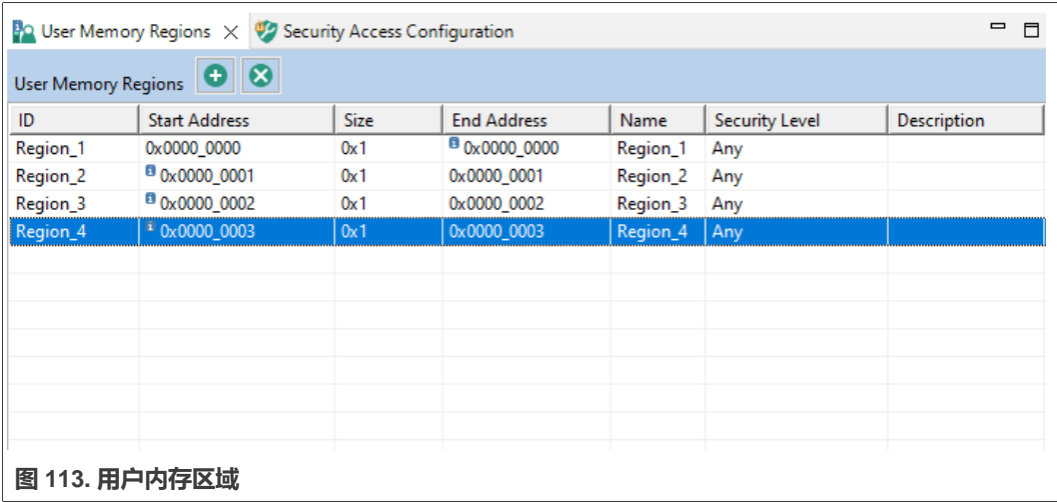 User Memory Regions Security Access Configuration
User Memory Regions
ID Start Address Size End Address Name Security Level Description
Region_1 0x0000_0000 0x1 0x0000_0000 Region_1 Any
Region_2 0x0000_0001 0x1 0x0000_0001 Region_2 Any
Region_3 0x0000_0002 0x1 0x0000_0002 Region_3 Any
Region_4 0x0000_0003 0x1 0x0000_0003 Region_4 Any
图 113. 用户内存区域